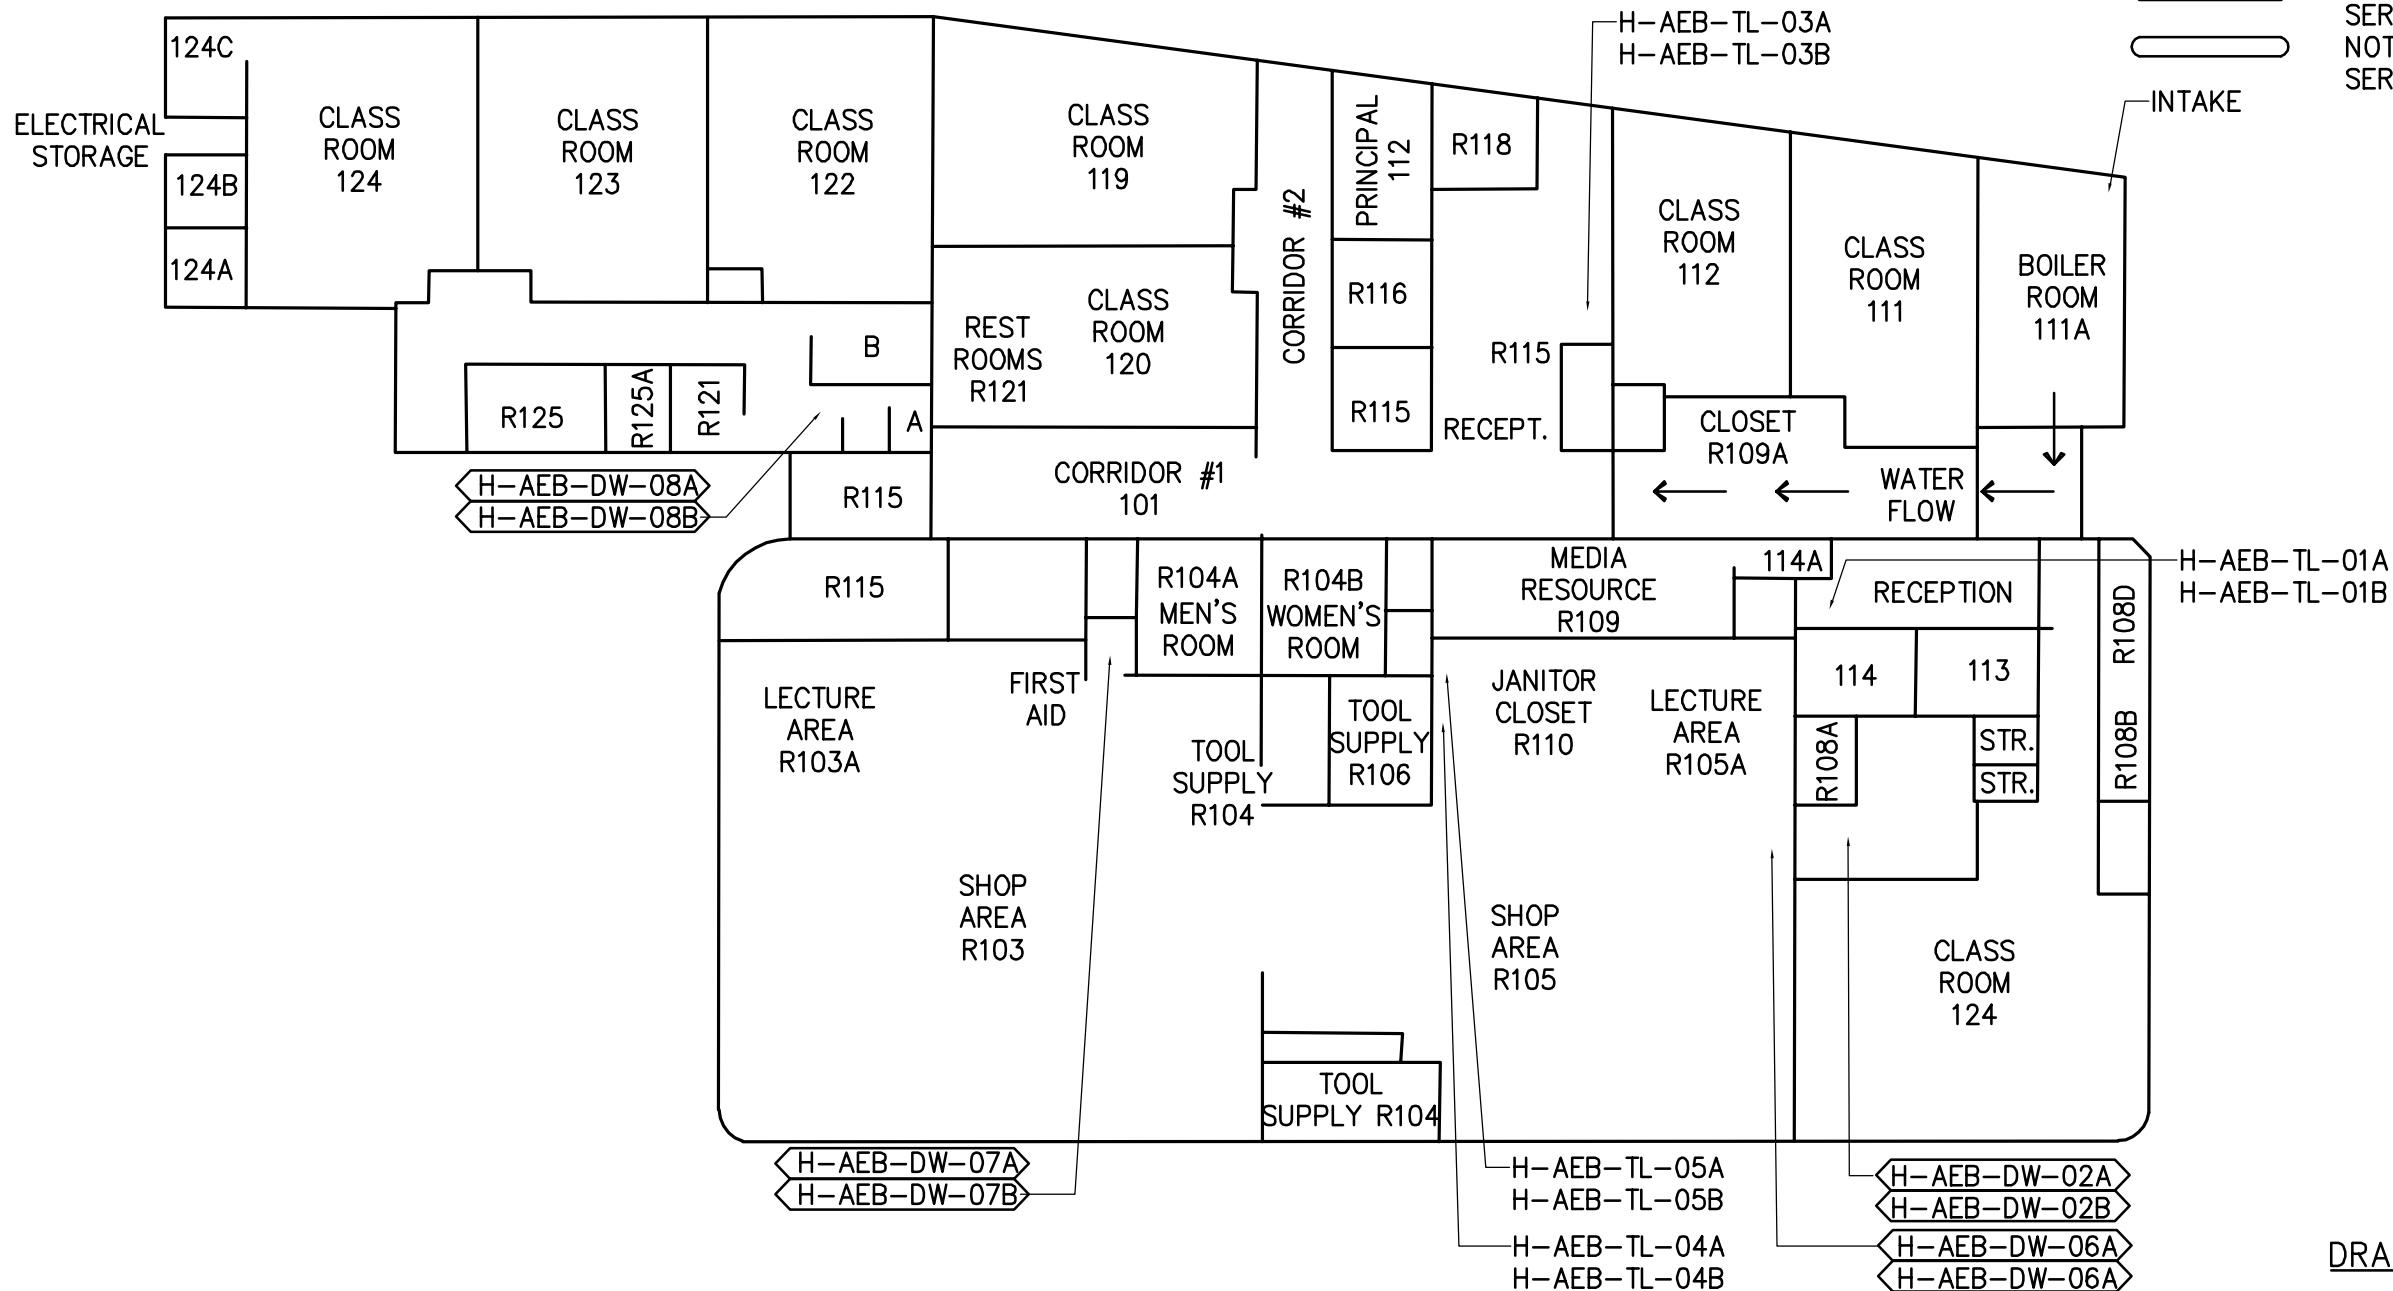 H-AEB-TL-03A
H-AEB-TL-03B
SER
NOT
SER
INTAKE
124C
ELECTRICAL
STORAGE
124B
124A
CLASS
ROOM
124
CLASS
ROOM
123
CLASS
ROOM
122
CLASS
ROOM
119
CORRIDOR #2
PRINCIPAL
112
R118
CLASS
ROOM
112
CLASS
ROOM
111
BOILER
ROOM
111A
R116
R115
R115
RECEPT.
REST
ROOMS
R121
CLASS
ROOM
120
B
A
R125
R125A
R121
CLOSET
R109A
WATER
FLOW
CORRIDOR #1
101
H-AEB-DW-08A
H-AEB-DW-08B
R115
R115
R104A
MEN'S
ROOM
R104B
WOMEN'S
ROOM
MEDIA
RESOURCE
R109
114A
RECEPTION
H-AEB-TL-01A
H-AEB-TL-01B
R108D
R108B
114
113
LECTURE
AREA
R103A
FIRST
AID
TOOL
SUPPLY
R104
TOOL
SUPPLY
R106
JANITOR
CLOSET
R110
LECTURE
AREA
R105A
R108A
STR.
STR.
SHOP
AREA
R103
SHOP
AREA
R105
CLASS
ROOM
124
TOOL
SUPPLY R104
H-AEB-DW-07A
H-AEB-DW-07B
H-AEB-TL-05A
H-AEB-TL-05B
H-AEB-TL-04A
H-AEB-TL-04B
H-AEB-DW-02A
H-AEB-DW-02B
H-AEB-DW-06A
H-AEB-DW-06A
DRA